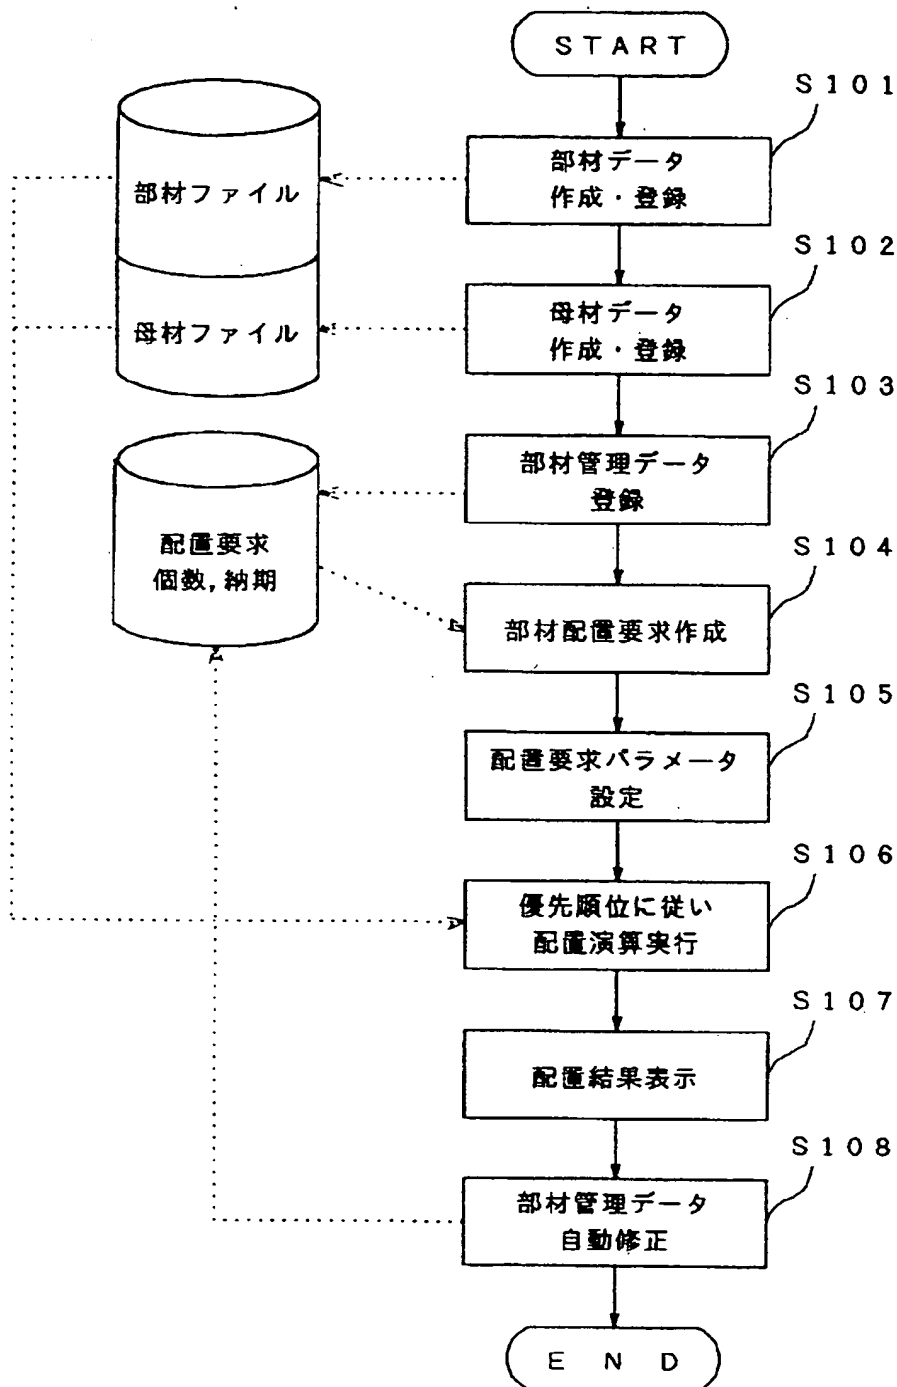 START
S101
部材データ
作成・登録
部材ファイル
S102
母材データ
作成・登録
母材ファイル
S103
部材管理データ
登録
配置要求
個数,納期
S104
部材配置要求作成
S105
配置要求パラメータ
設定
S106
優先順位に従い
配置演算実行
S107
配置結果表示
S108
部材管理データ
自動修正
END